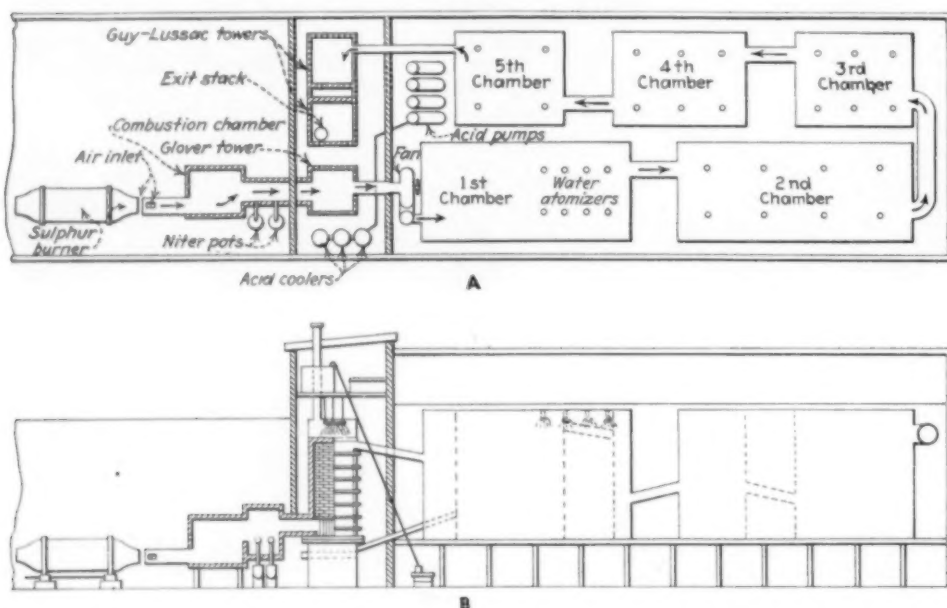 Guy-Lussac towers
Exit stack
Combustion chamber
Glover tower
Air inlet
Sulphur
burner
Niter pots
Acid coolers
Acid pumps
Fan
5th
Chamber
4th
Chamber
3rd
Chamber
1st
Chamber
Water
atomizers
2nd
Chamber
A
B